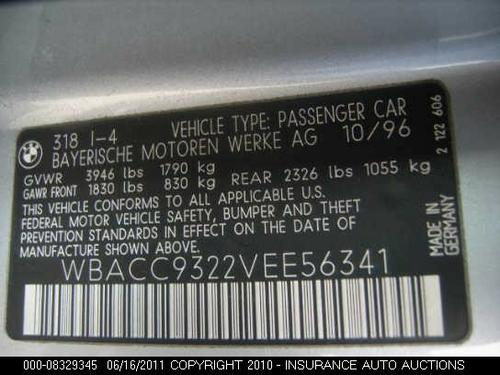 BMW
318 I-4 VEHICLE TYPE: PASSENGER CAR
BAYERISCHE MOTOREN WERKE AG 10/96
GVWR 3946 lbs 1790 kg
GAWR FRONT 1830 lbs 830 kg REAR 2326 lbs 1055 kg
THIS VEHICLE CONFORMS TO ALL APPLICABLE U.S.
FEDERAL MOTOR VEHICLE SAFETY, BUMPER AND THEFT
PREVENTION STANDARDS IN EFFECT ON THE DATE OF
MANUFACTURE SHOWN ABOVE.
WBACC9322VEE56341
MADE IN
GERMANY
2 122 606
000-08329345 06/16/2011 COPYRIGHT 2010 - INSURANCE AUTO AUCTIONS